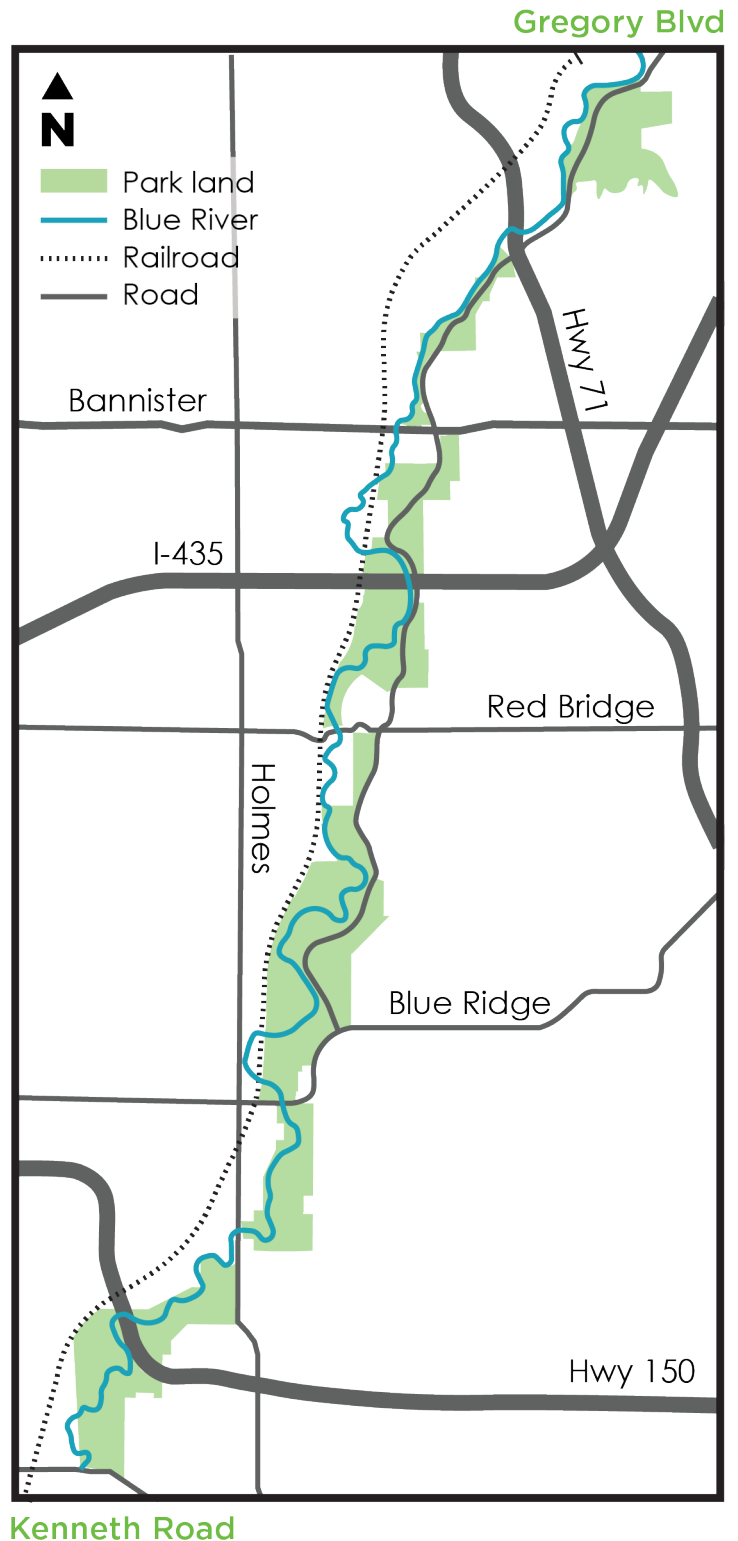 Gregory Blvd
N
Park land
Blue River
Railroad
Road
Hwy 71
Bannister
I-435
Red Bridge
Holmes
Blue Ridge
Hwy 150
Kenneth Road